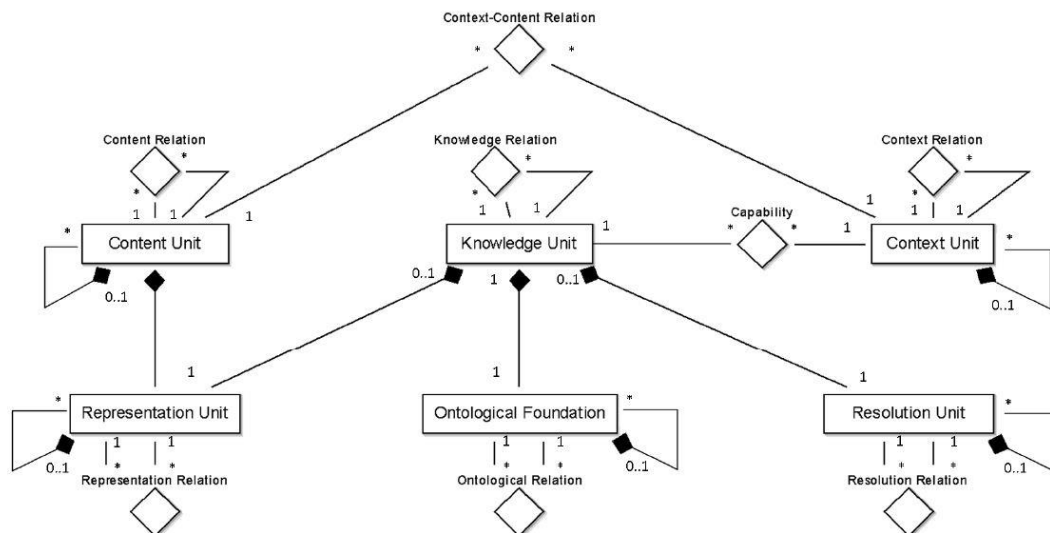 Context-Content Relation
* *
Content Relation Knowledge Relation Context Relation
* * *
* * *
1 1 1 1 1 1 Capability 1 1 1
* Content Unit Knowledge Unit * * 1 Context Unit *
0..1 0..1 1 0..1 0..1
1 1 1
* Representation Unit Ontological Foundation * Resolution Unit *
0..1 1 1 1 1 0..1 1 1 0..1
* * * * * *
Representation Relation Ontological Relation Resolution Relation